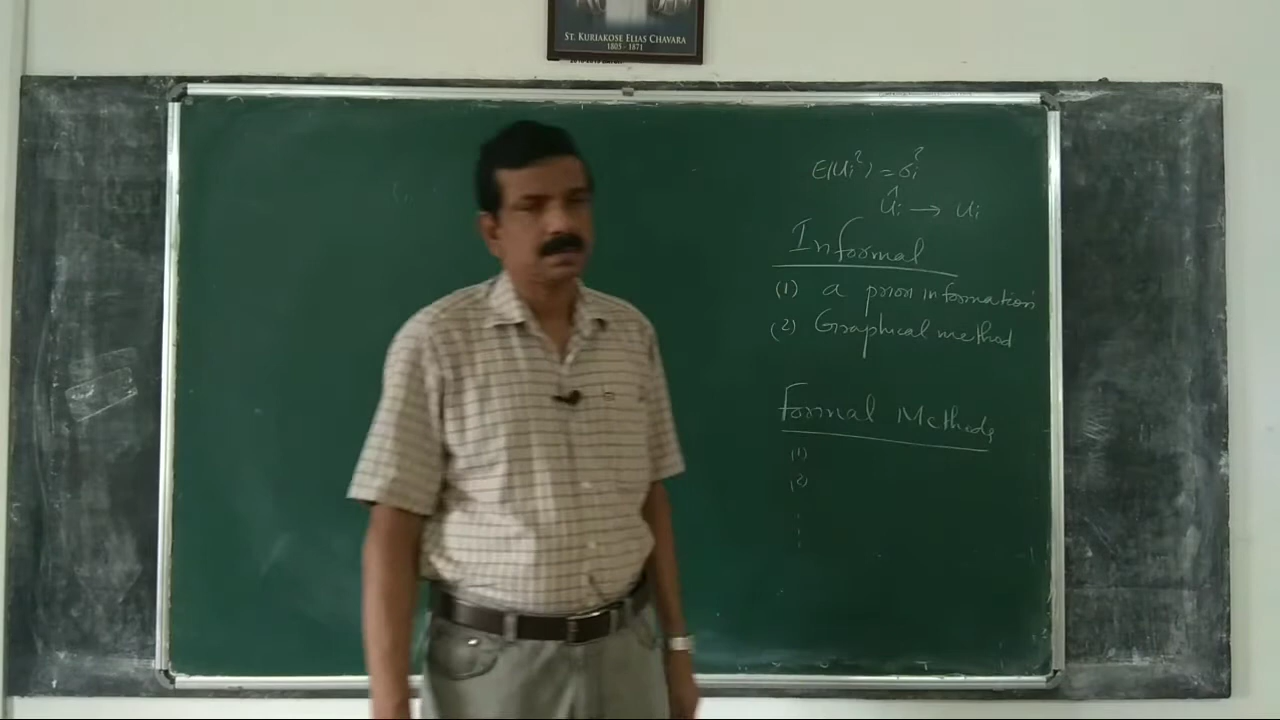 ST. KURIAKOSE ELIAS CHAVARA
1805 - 1871
E(Ui²) = σi²
Ûi → Ui
Informal
(1) a priori informations
(2) Graphical method
Formal Methods
(1)
(2)